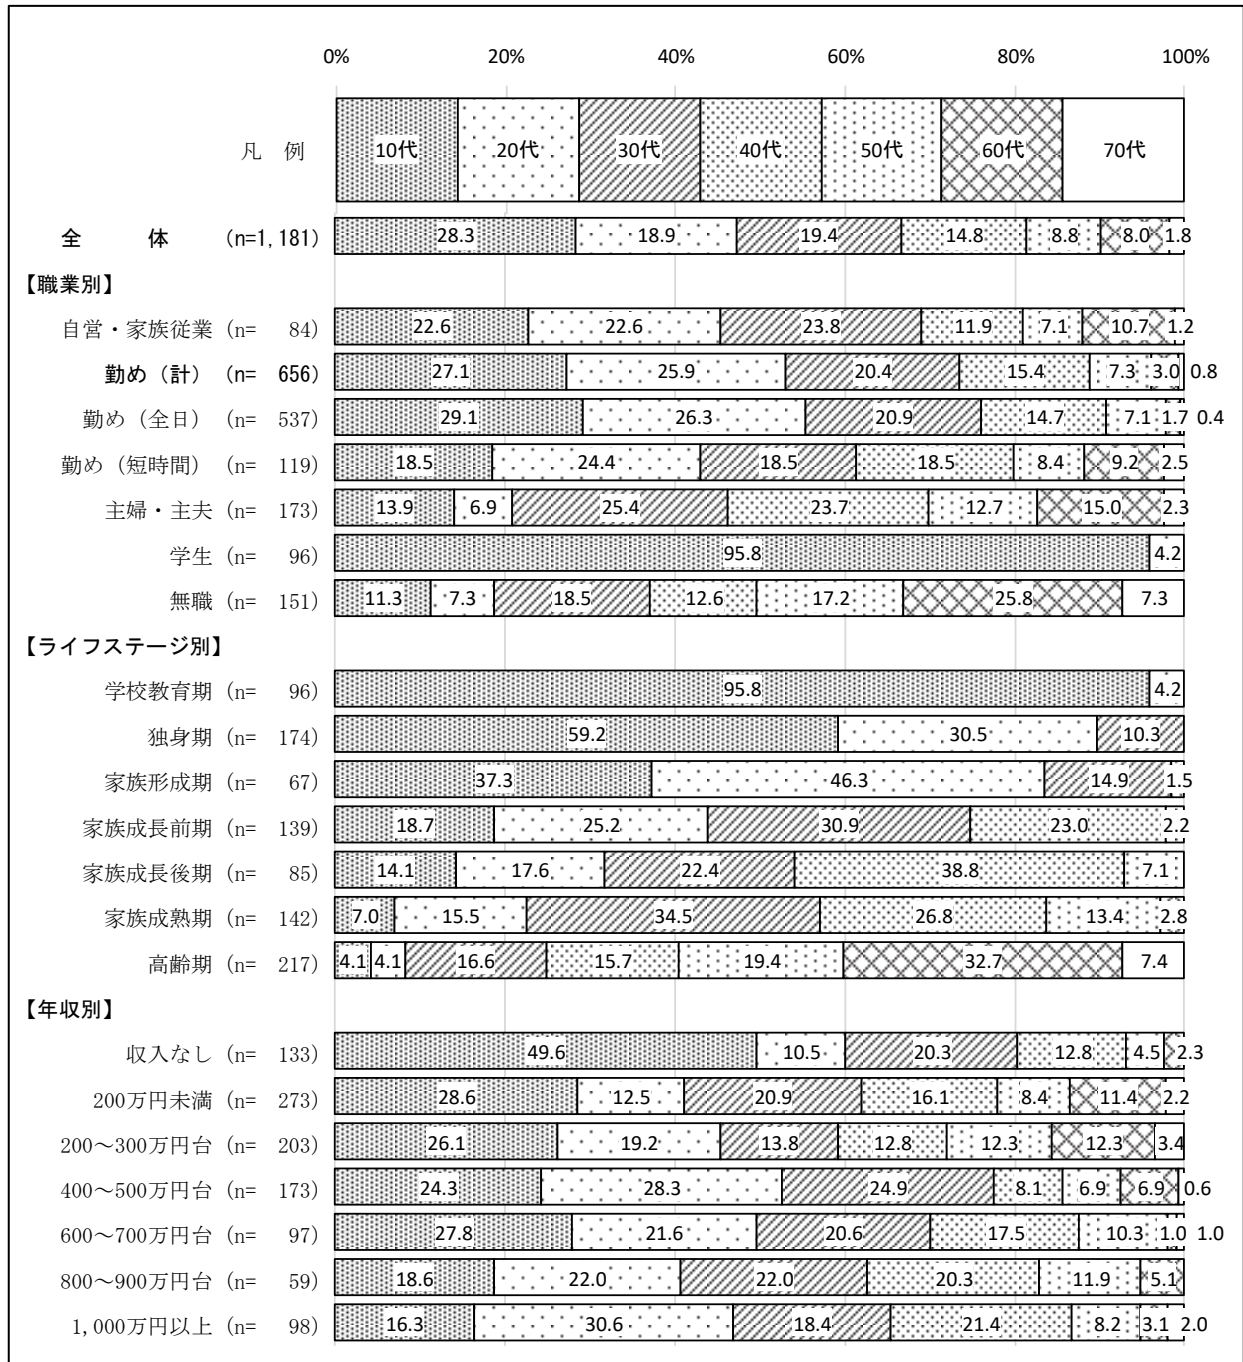 0% 20% 40% 60% 80% 100%
凡 例 10代 20代 30代 40代 50代 60代 70代
全 体 (n=1,181) 28.3 18.9 19.4 14.8 8.8 8.0 1.8
【職業別】
自営・家族従業 (n= 84) 22.6 22.6 23.8 11.9 7.1 10.7 1.2
勤め（計） (n= 656) 27.1 25.9 20.4 15.4 7.3 3.0 0.8
勤め（全日） (n= 537) 29.1 26.3 20.9 14.7 7.1 1.7 0.4
勤め（短時間） (n= 119) 18.5 24.4 18.5 18.5 8.4 9.2 2.5
主婦・主夫 (n= 173) 13.9 6.9 25.4 23.7 12.7 15.0 2.3
学生 (n= 96) 95.8 4.2
無職 (n= 151) 11.3 7.3 18.5 12.6 17.2 25.8 7.3
【ライフステージ別】
学校教育期 (n= 96) 95.8 4.2
独身期 (n= 174) 59.2 30.5 10.3
家族形成期 (n= 67) 37.3 46.3 14.9 1.5
家族成長前期 (n= 139) 18.7 25.2 30.9 23.0 2.2
家族成長後期 (n= 85) 14.1 17.6 22.4 38.8 7.1
家族成熟期 (n= 142) 7.0 15.5 34.5 26.8 13.4 2.8
高齢期 (n= 217) 4.1 4.1 16.6 15.7 19.4 32.7 7.4
【年収別】
収入なし (n= 133) 49.6 10.5 20.3 12.8 4.5 2.3
200万円未満 (n= 273) 28.6 12.5 20.9 16.1 8.4 11.4 2.2
200～300万円台 (n= 203) 26.1 19.2 13.8 12.8 12.3 12.3 3.4
400～500万円台 (n= 173) 24.3 28.3 24.9 8.1 6.9 6.9 0.6
600～700万円台 (n= 97) 27.8 21.6 20.6 17.5 10.3 1.0 1.0
800～900万円台 (n= 59) 18.6 22.0 22.0 20.3 11.9 5.1
1,000万円以上 (n= 98) 16.3 30.6 18.4 21.4 8.2 3.1 2.0